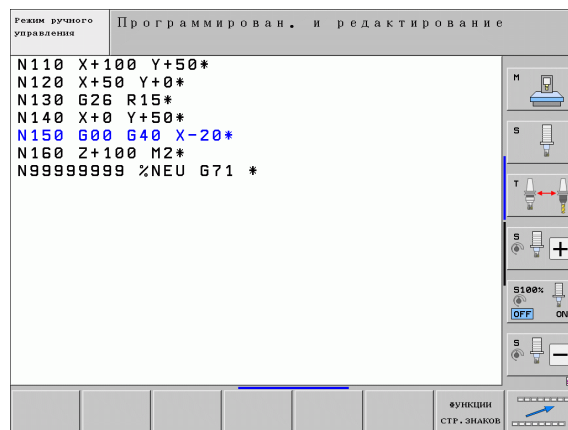 Режим ручного
управления
Программирован. и редактирование
N110 X+100 Y+50*
N120 X+50 Y+0*
N130 G26 R15*
N140 X+0 Y+50*
N150 G00 G40 X-20*
N160 Z+100 M2*
N99999999 %NEU G71 *
M
S
T
S
+
S100%
OFF ON
S
-
ФУНКЦИИ
СТР.ЗНАКОВ